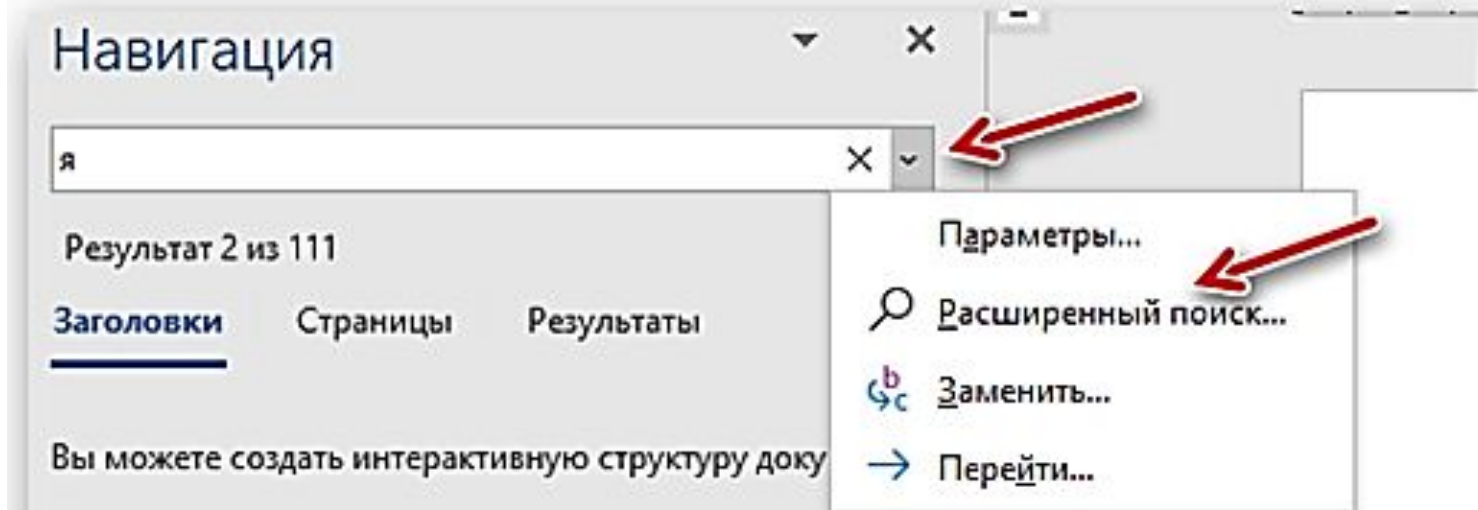 Навигация
я
Результат 2 из 111
Заголовки Страницы Результаты
Вы можете создать интерактивную структуру доку
Параметры...
Расширенный поиск...
Заменить...
Перейти...